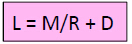 L = M/R + D